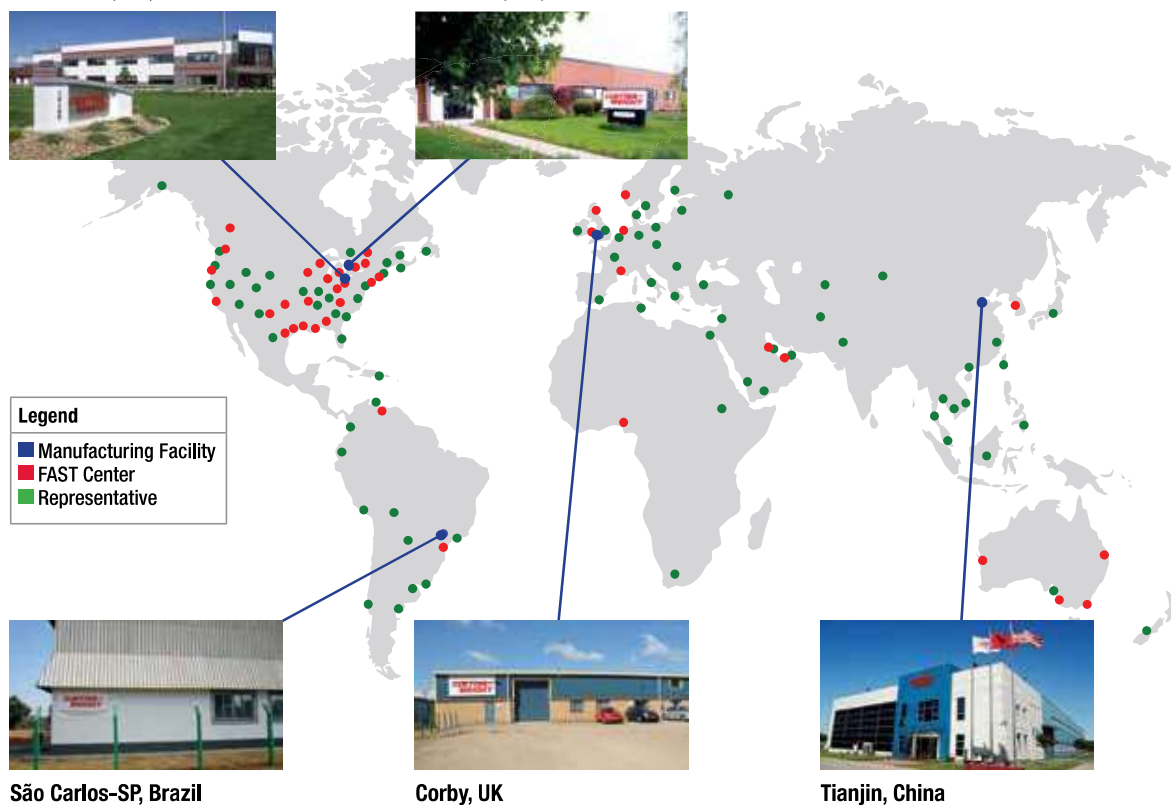 Legend
Manufacturing Facility
FAST Center
Representative
São Carlos-SP, Brazil
Corby, UK
Tianjin, China